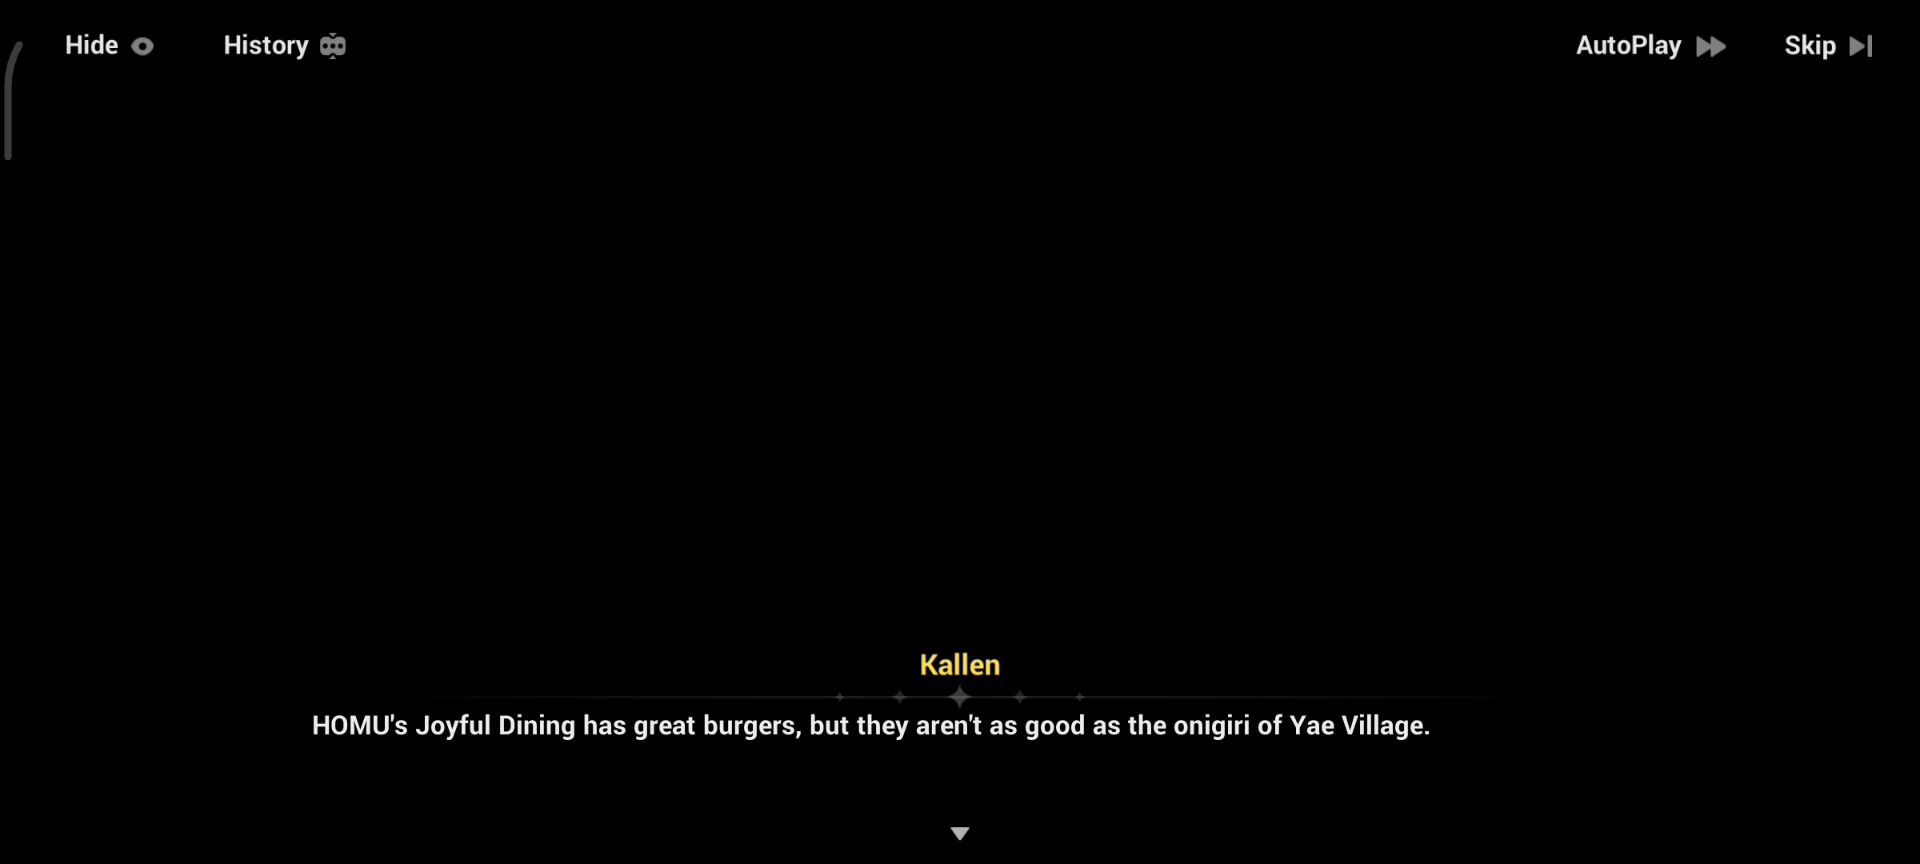 Hide
History
AutoPlay
Skip
Kallen
HOMU's Joyful Dining has great burgers, but they aren't as good as the onigiri of Yae Village.